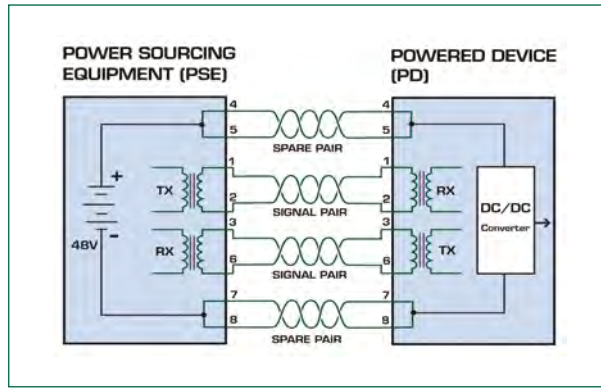 POWER SOURCING
EQUIPMENT (PSE)
POWERED DEVICE
(PD)
4
4
5
5
SPARE PAIR
1
1
+
TX
RX
2
2
SIGNAL PAIR
DC/DC
Converter
3
3
48V
-
RX
TX
6
6
SIGNAL PAIR
7
7
8
8
SPARE PAIR